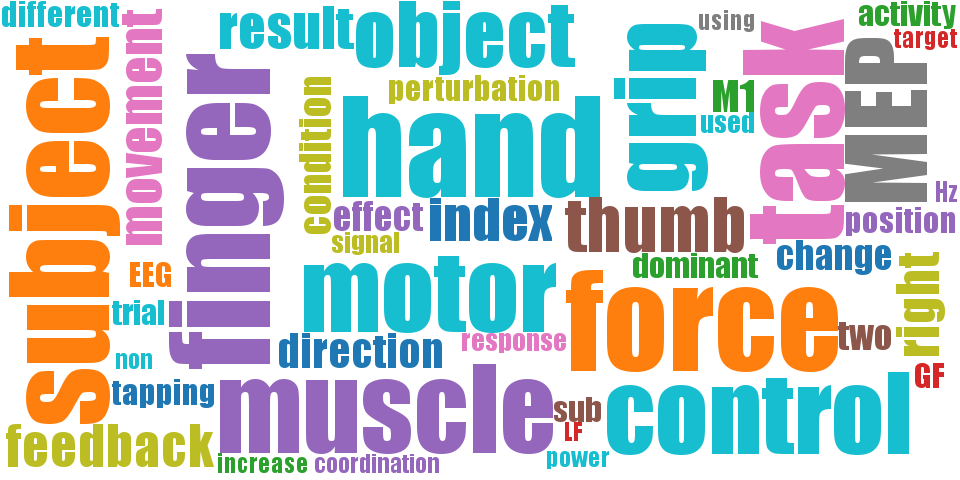 different
movement
result
object
using
task
activity
target
subject
finger
condition
perturbation
hand
grip
M1
used
MEP
Hz
effect
signal
index
thumb
position
EEG
trial
motor
dominant
change
right
non
direction
response
force
two
tapping
muscle
sub
GF
feedback
LF
control
increase
coordination
power